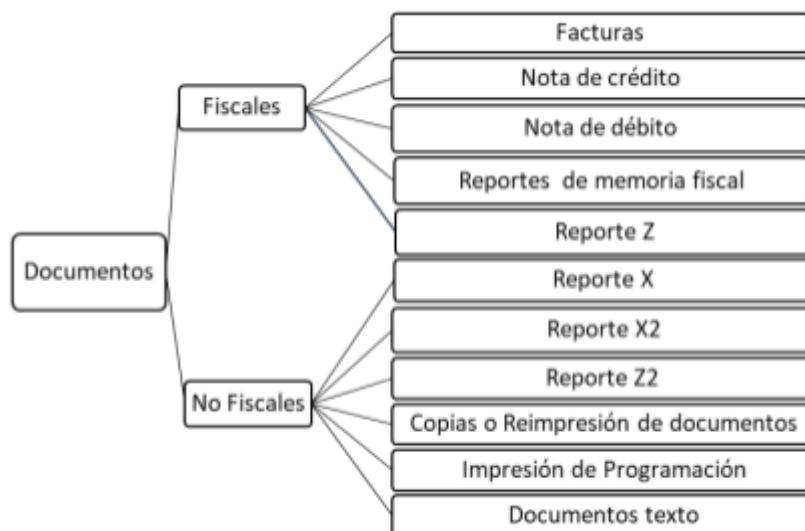 Documentos
Fiscales
Facturas
Nota de crédito
Nota de débito
Reportes de memoria fiscal
Reporte Z
No Fiscales
Reporte X
Reporte X2
Reporte Z2
Copias o Reimpresión de documentos
Impresión de Programación
Documentos texto